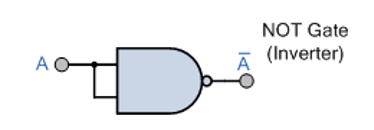 NOT Gate
(Inverter)
A
A̅